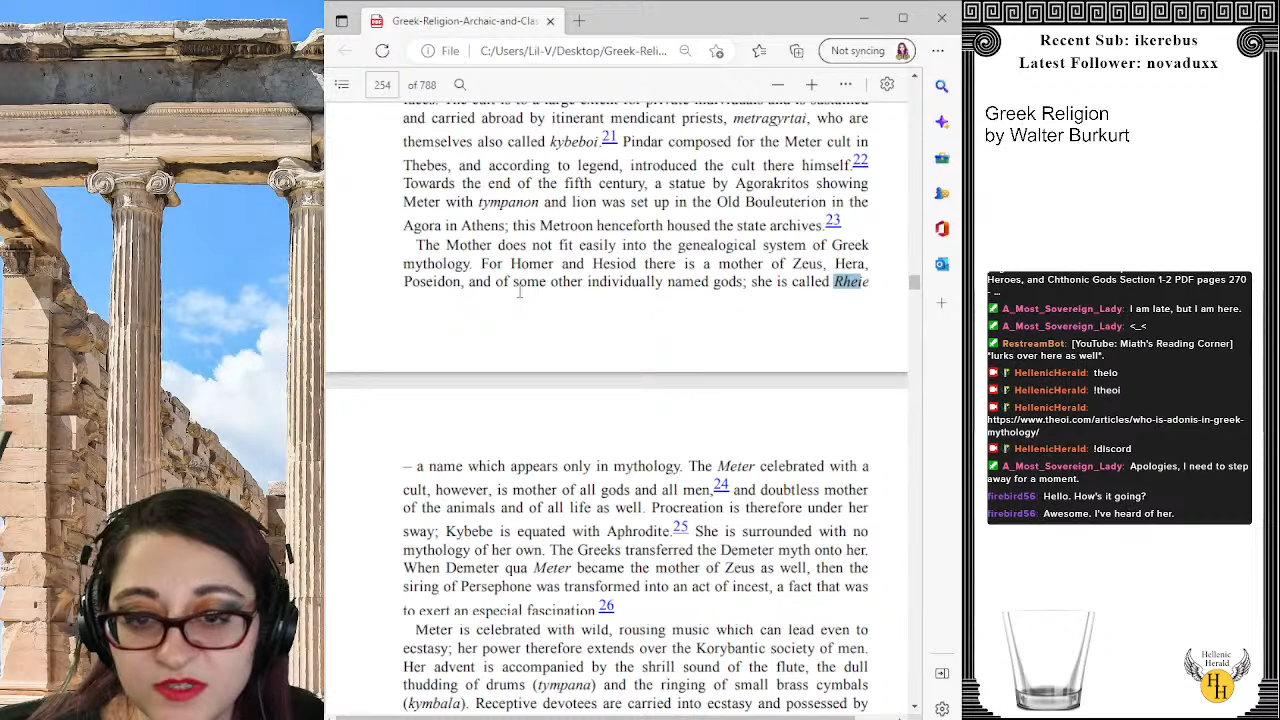 Greek-Religion-Archaic-and-Clas
File
C:/Users/Lil-V/Desktop/Greek-Reli...
Not syncing
254 of 788
and carried abroad by itinerant mendicant priests, metragyrtai, who are
themselves also called kybeboi.21 Pindar composed for the Meter cult in
Thebes, and according to legend, introduced the cult there himself.22
Towards the end of the fifth century, a statue by Agorakritos showing
Meter with tympanon and lion was set up in the Old Bouleuterion in the
Agora in Athens; this Metroon henceforth housed the state archives.23
The Mother does not fit easily into the genealogical system of Greek
mythology. For Homer and Hesiod there is a mother of Zeus, Hera,
Poseidon, and of some other individually named gods; she is called Rheie
– a name which appears only in mythology. The Meter celebrated with a
cult, however, is mother of all gods and all men,24 and doubtless mother
of the animals and of all life as well. Procreation is therefore under her
sway; Kybebe is equated with Aphrodite.25 She is surrounded with no
mythology of her own. The Greeks transferred the Demeter myth onto her.
When Demeter qua Meter became the mother of Zeus as well, then the
siring of Persephone was transformed into an act of incest, a fact that was
to exert an especial fascination 26
Meter is celebrated with wild, rousing music which can lead even to
ecstasy; her power therefore extends over the Korybantic society of men.
Her advent is accompanied by the shrill sound of the flute, the dull
thudding of drums (tympana) and the ringing of small brass cymbals
(kymbala). Receptive devotees are carried into ecstasy and possessed by
Recent Sub: ikerebus
Latest Follower: novaduxx
Greek Religion
by Walter Burkurt
Heroes, and Chthonic Gods Section 1-2 PDF pages 270
- ...
A_Most_Sovereign_Lady: I am late, but I am here.
A_Most_Sovereign_Lady: <_<
RestreamBot: [YouTube: Miath's Reading Corner]
*lurks over here as well*.
HellenicHerald: thelo
HellenicHerald: !theoi
HellenicHerald:
https://www.theoi.com/articles/who-is-adonis-in-greek-
mythology/
HellenicHerald: !discord
A_Most_Sovereign_Lady: Apologies, I need to step
away for a moment.
firebird56: Hello. How's it going?
firebird56: Awesome. I've heard of her.
Hellenic
Herald
HH